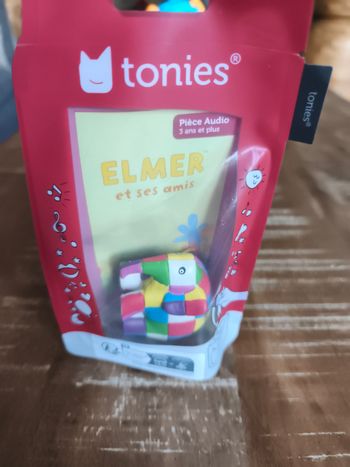 tonies®
tonies®
Pièce Audio
3 ans et plus
ELMER
et ses amis